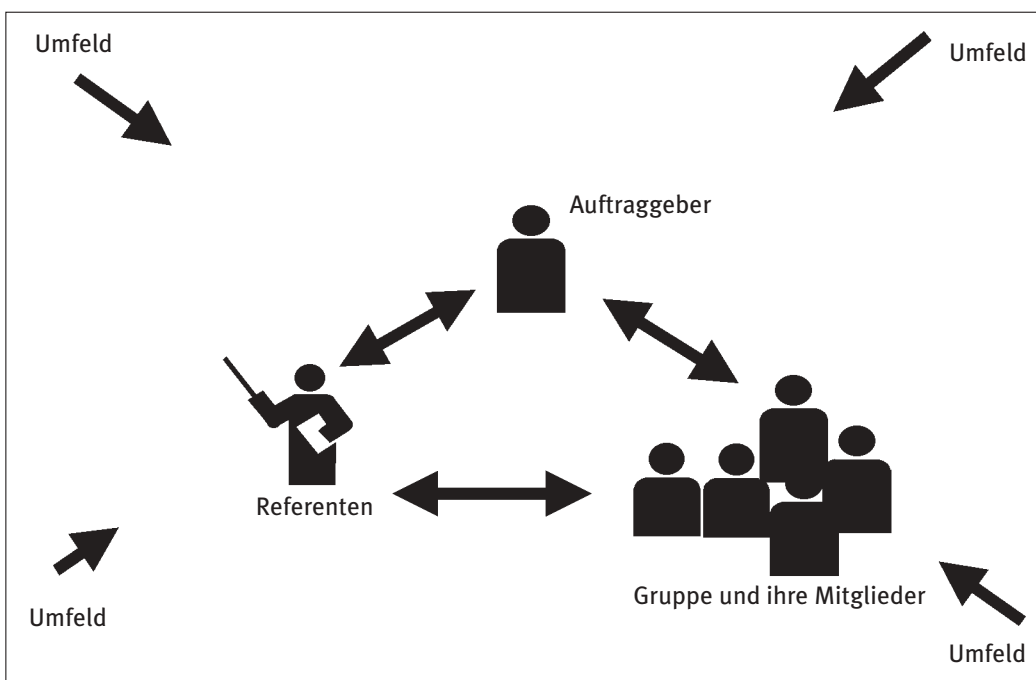 Umfeld
Umfeld
Auftraggeber
Referenten
Gruppe und ihre Mitglieder
Umfeld
Umfeld